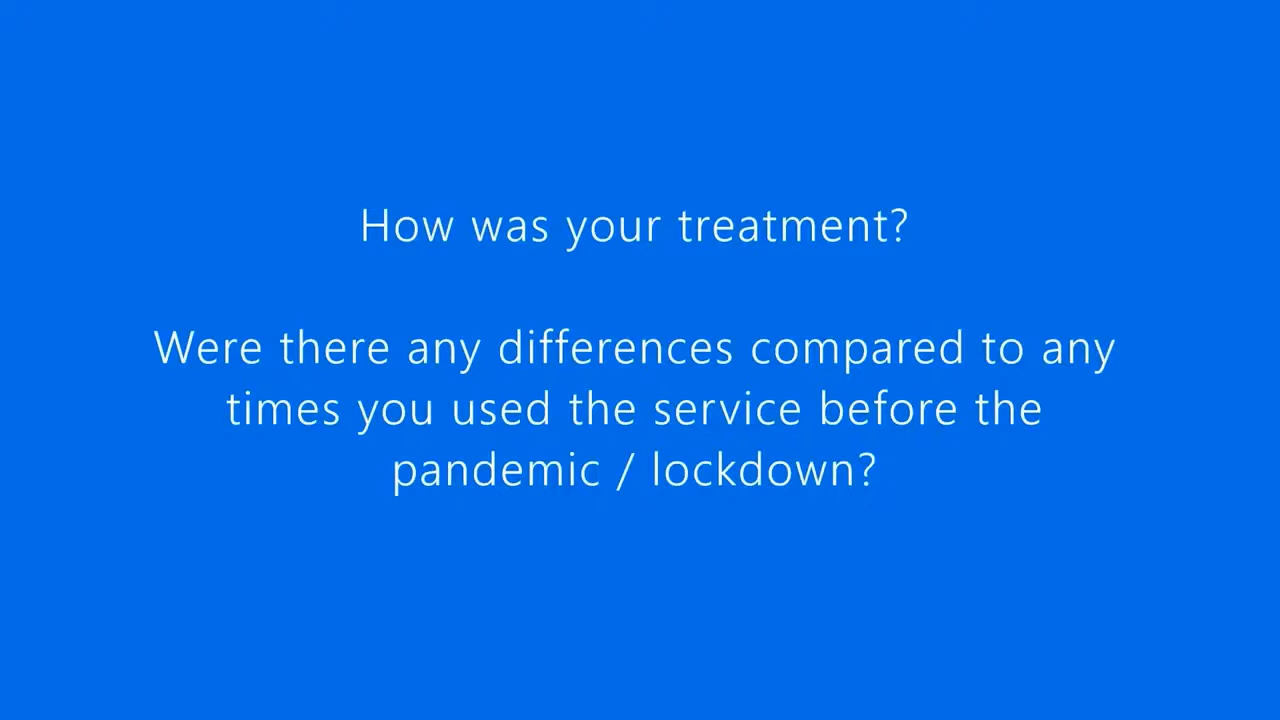 How was your treatment?
Were there any differences compared to any
times you used the service before the
pandemic / lockdown?